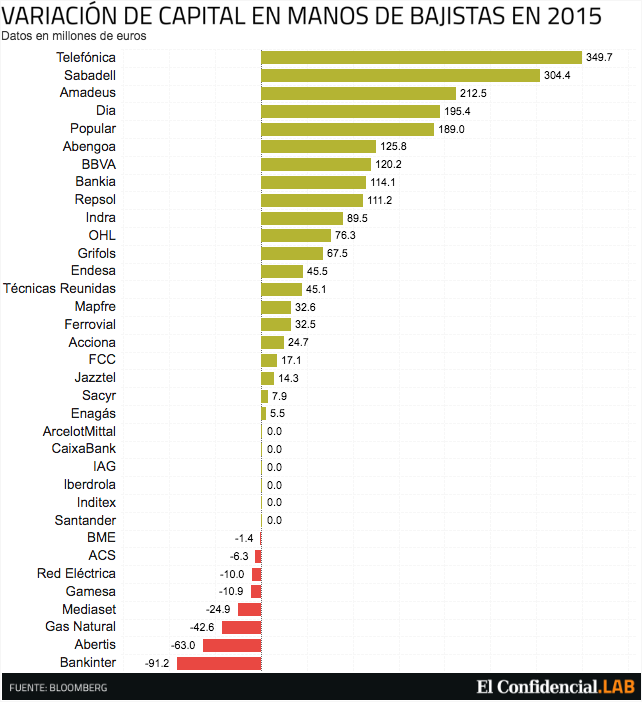 VARIACIÓN DE CAPITAL EN MANOS DE BAJISTAS EN 2015
Datos en millones de euros
Telefónica 349.7
Sabadell 304.4
Amadeus 212.5
Dia 195.4
Popular 189.0
Abengoa 125.8
BBVA 120.2
Bankia 114.1
Repsol 111.2
Indra 89.5
OHL 76.3
Grifols 67.5
Endesa 45.5
Técnicas Reunidas 45.1
Mapfre 32.6
Ferrovial 32.5
Acciona 24.7
FCC 17.1
Jazztel 14.3
Sacyr 7.9
Enagás 5.5
ArcelotMittal 0.0
CaixaBank 0.0
IAG 0.0
Iberdrola 0.0
Inditex 0.0
Santander 0.0
BME -1.4
ACS -6.3
Red Eléctrica -10.0
Gamesa -10.9
Mediaset -24.9
Gas Natural -42.6
Abertis -63.0
Bankinter -91.2
FUENTE: BLOOMBERG El Confidencial.LAB